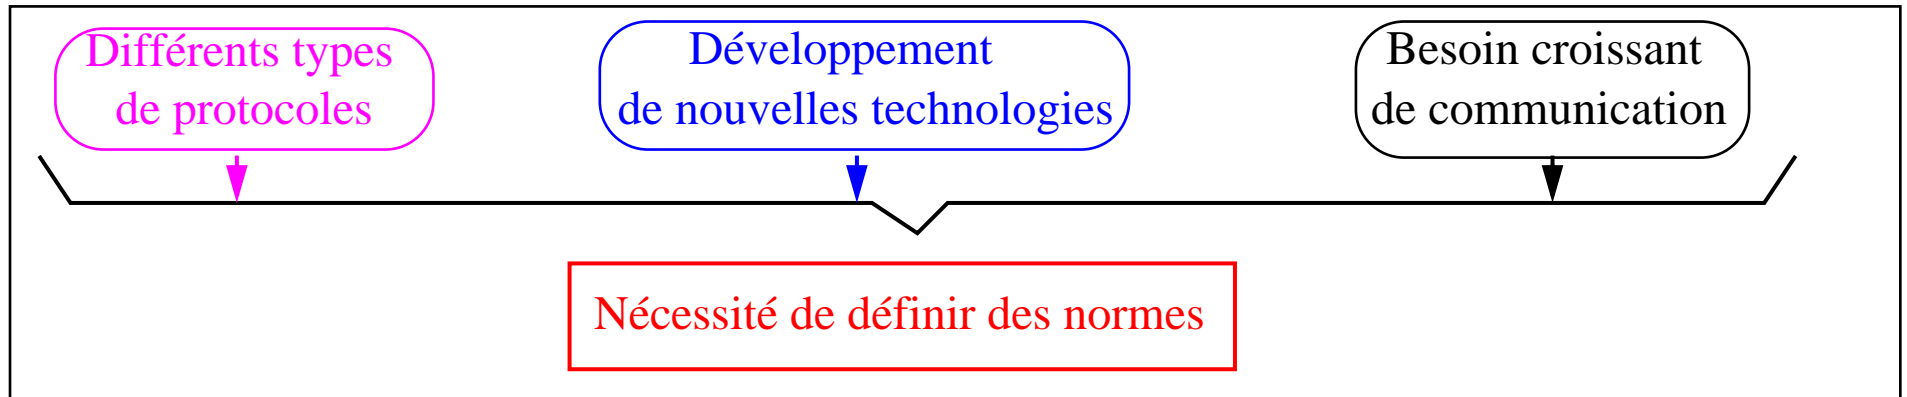 Différents types
de protocoles
Développement
de nouvelles technologies
Besoin croissant
de communication
Nécessité de définir des normes